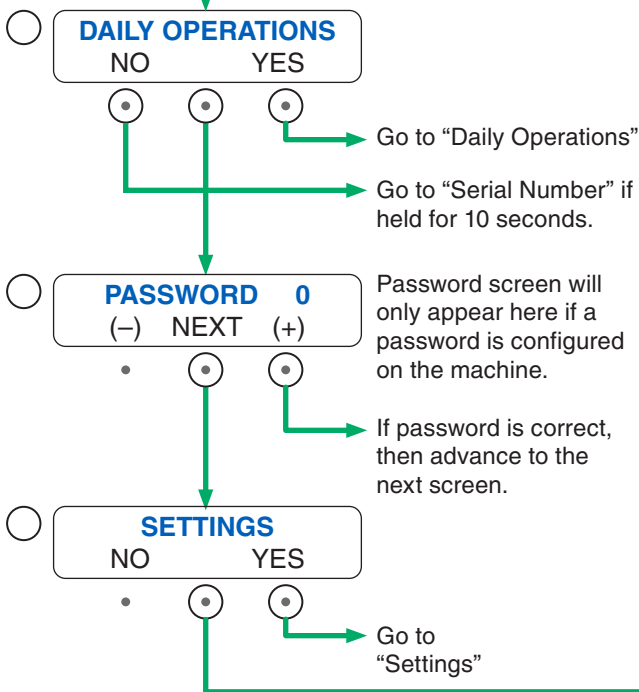 DAILY OPERATIONS
NO YES
Go to “Daily Operations”
Go to “Serial Number” if
held for 10 seconds.
PASSWORD 0
(–) NEXT (+)
Password screen will
only appear here if a
password is configured
on the machine.
If password is correct,
then advance to the
next screen.
SETTINGS
NO YES
Go to
“Settings”